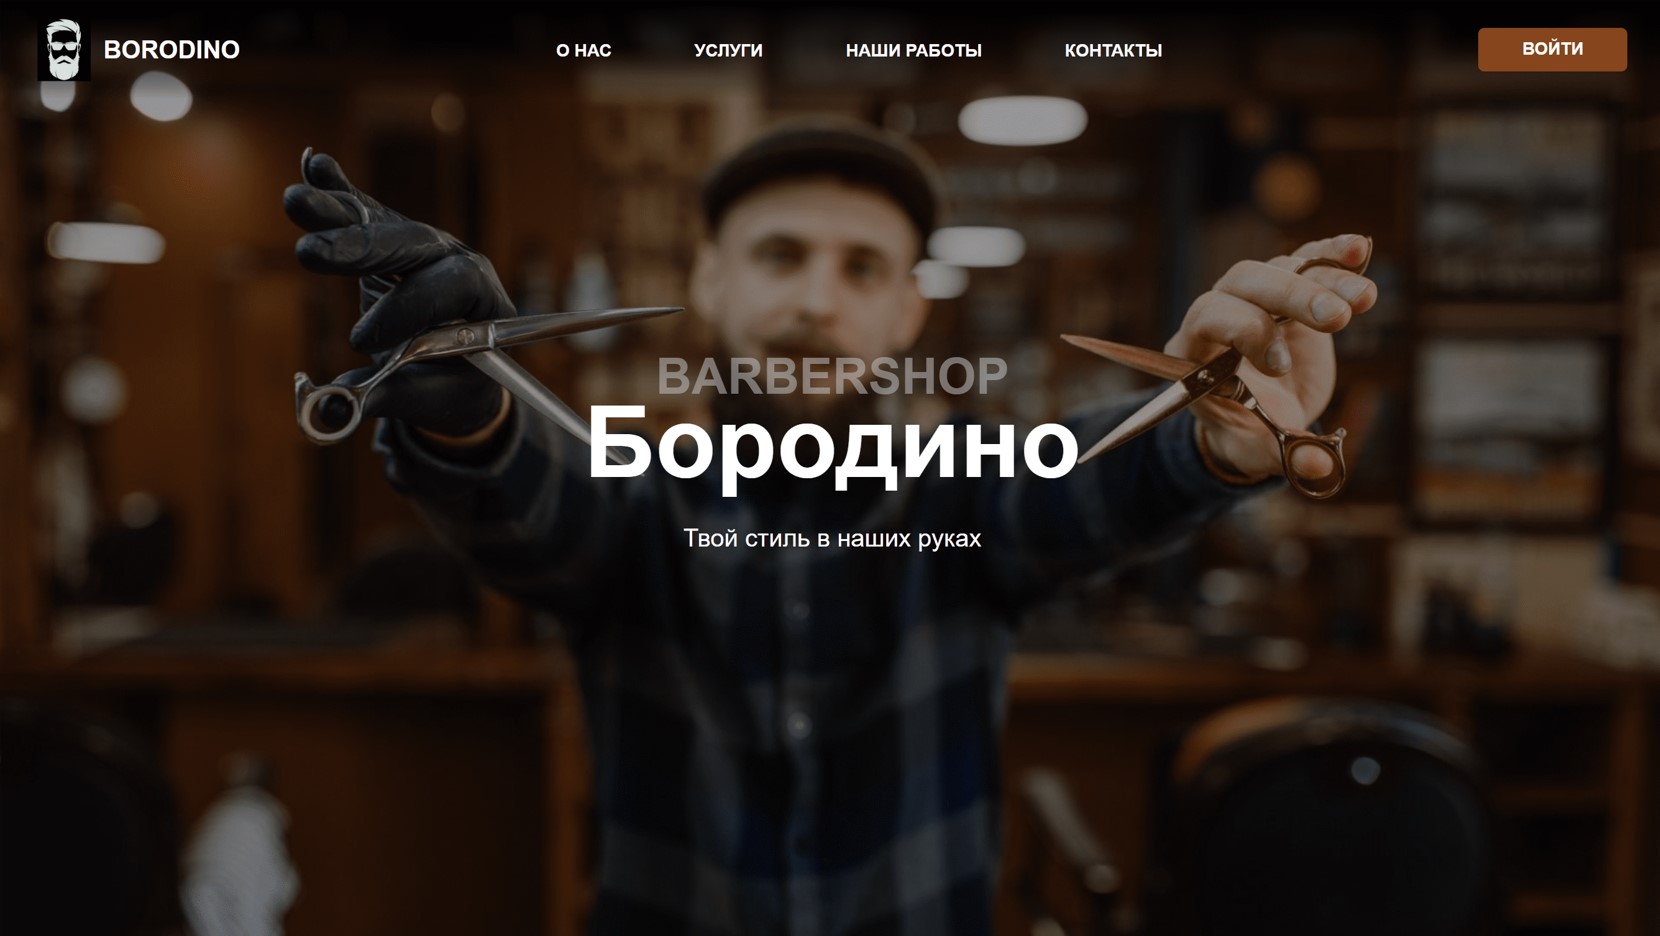 BORODINO
О НАС
УСЛУГИ
НАШИ РАБОТЫ
КОНТАКТЫ
ВОЙТИ
BARBERSHOP
Бородино
Твой стиль в наших руках